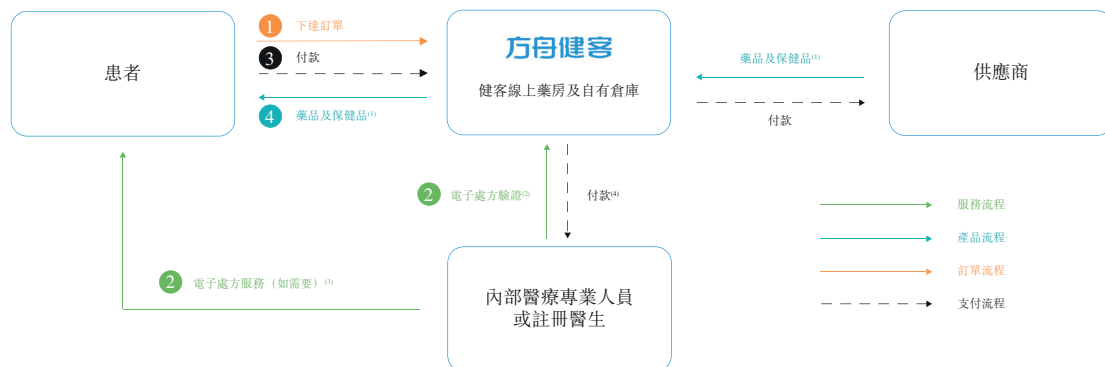 1 下達訂單
3 付款
患者
4 藥品及保健品(1)
方舟健客
健客線上藥房及自有倉庫
藥品及保健品(1)
付款
供應商
2 電子處方驗證(2)
付款(4)
2 電子處方服務（如需要）(3)
內部醫療專業人員
或註冊醫生
服務流程
產品流程
訂單流程
支付流程